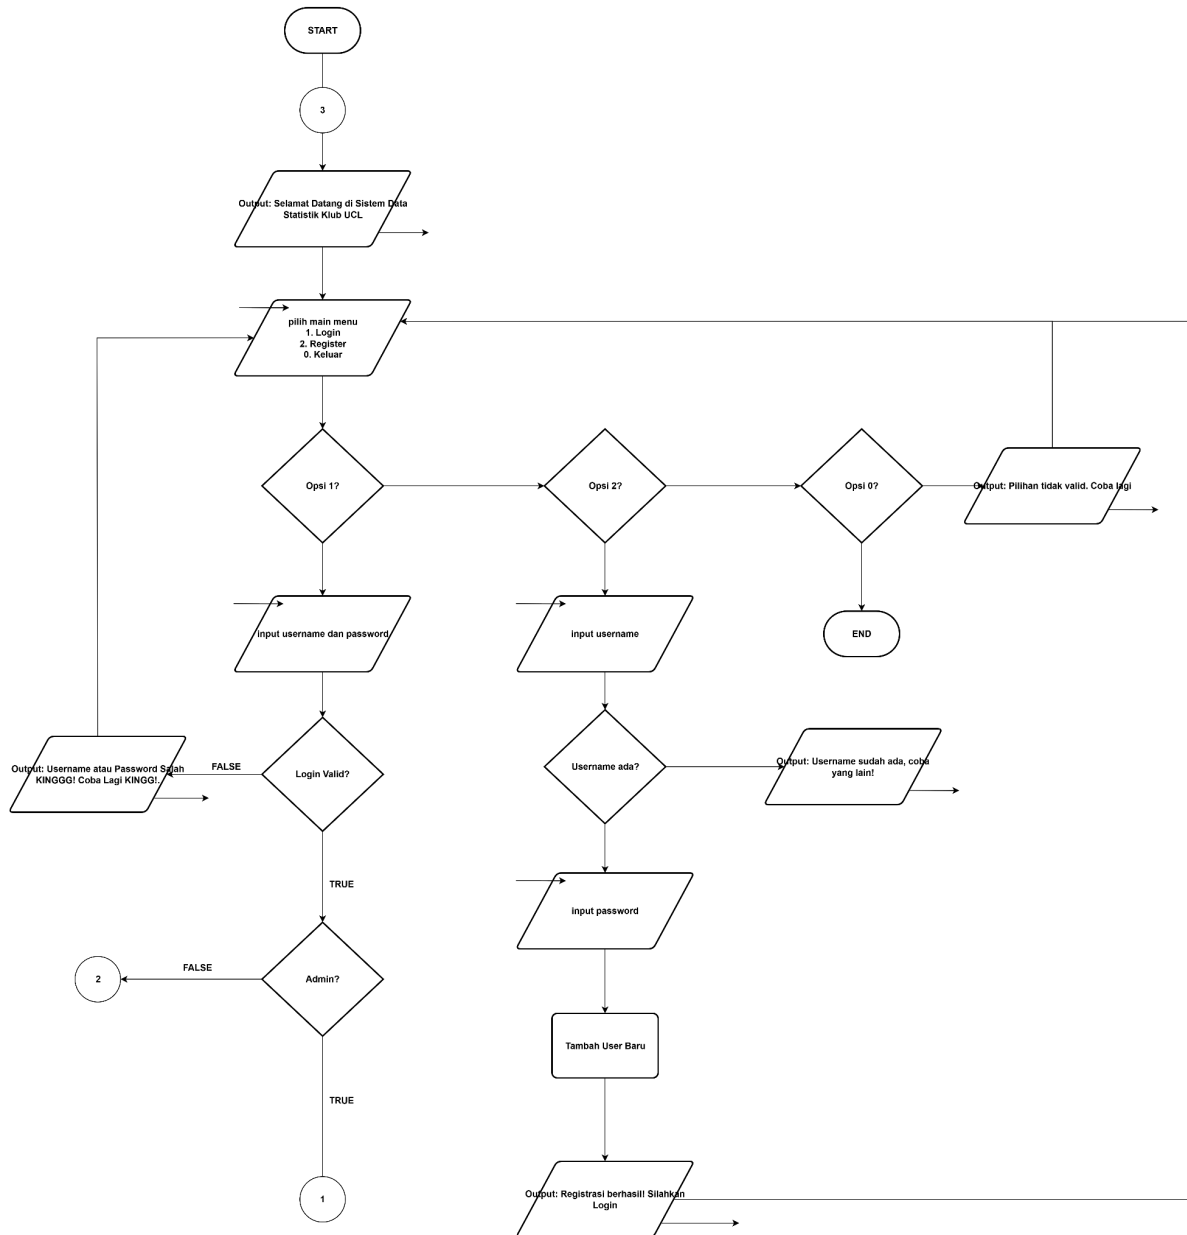 START
3
Output: Selamat Datang di Sistem Data
Statistik Klub UCL
pilih main menu
1. Login
2. Register
0. Keluar
Opsi 1?
Opsi 2?
Opsi 0?
Output: Pilihan tidak valid. Coba lagi
input username dan password
input username
END
Output: Username atau Password Salah
KINGGG! Coba Lagi KINGG!.
FALSE
Login Valid?
Username ada?
Output: Username sudah ada, coba
yang lain!
TRUE
input password
2
FALSE
Admin?
Tambah User Baru
TRUE
1
Output: Registrasi berhasil! Silahkan
Login